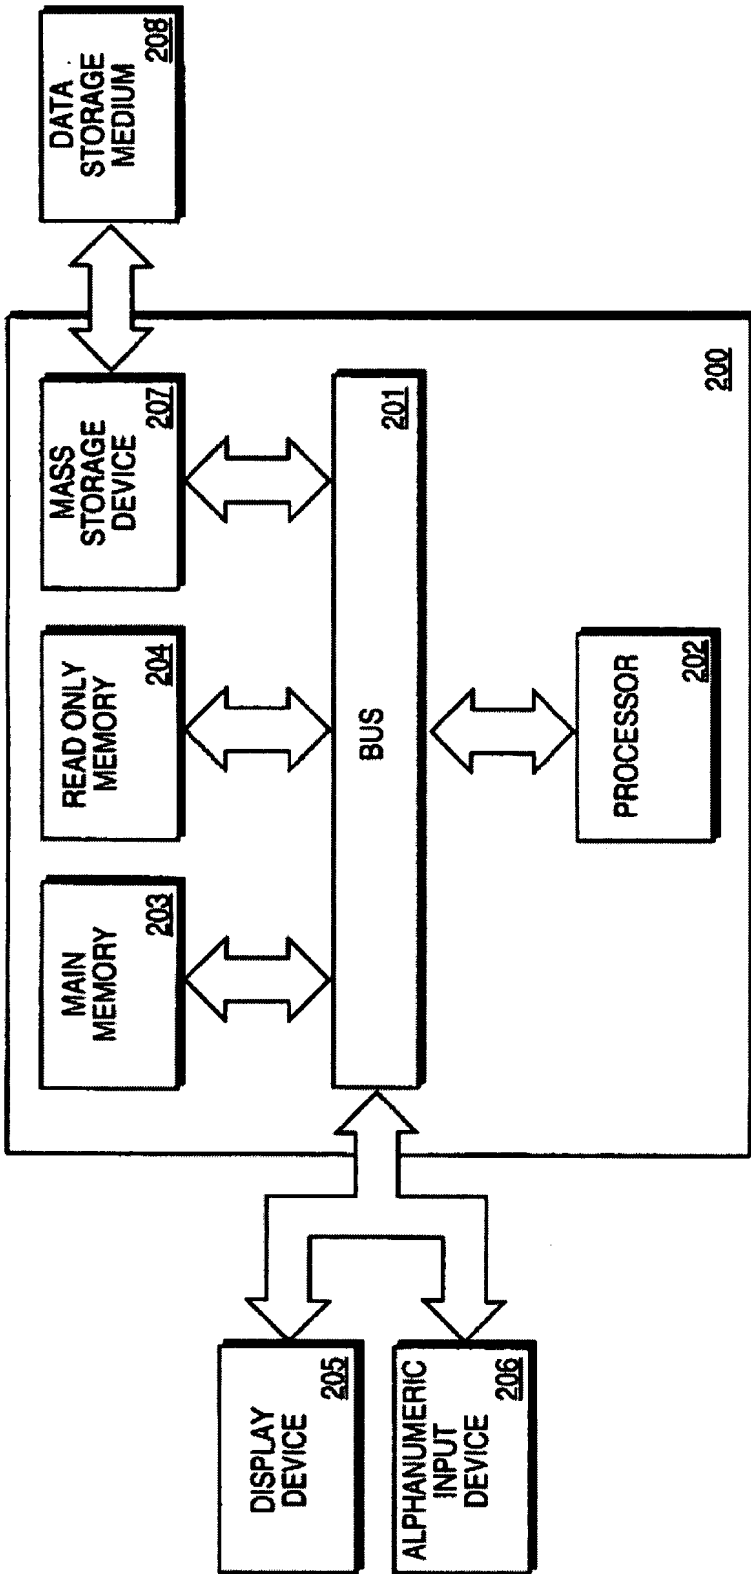 MAIN
MEMORY
203
READ ONLY
MEMORY
204
MASS
STORAGE
DEVICE
207
DATA
STORAGE
MEDIUM
208
DISPLAY
DEVICE
205
BUS
201
ALPHANUMERIC
INPUT
DEVICE
206
PROCESSOR
202
200